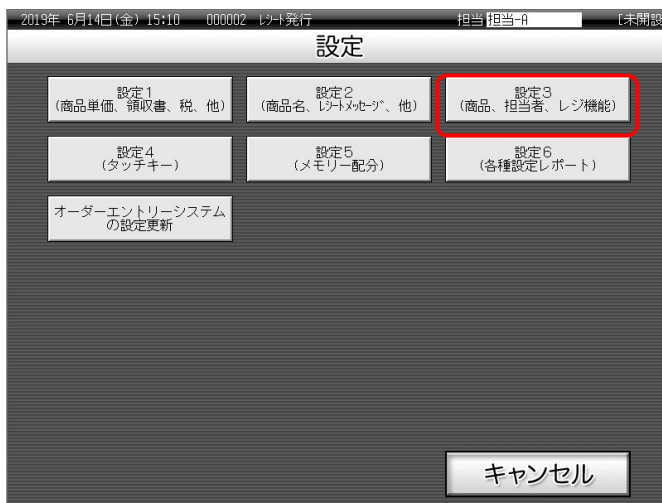 2019年 6月14日(金) 15:10 000002 ﾚｼｰﾄ発行 担当 担当-A [未開設
設定
設定1 設定2 設定3
(商品単価、領収書、税、他) (商品名、ﾚｼｰﾄﾒｯｾｰｼﾞ、他) (商品、担当者、レジ機能)
設定4 設定5 設定6
(タッチキー) (メモリー配分) (各種設定レポート)
オーダーエントリーシステム
の設定更新
キャンセル